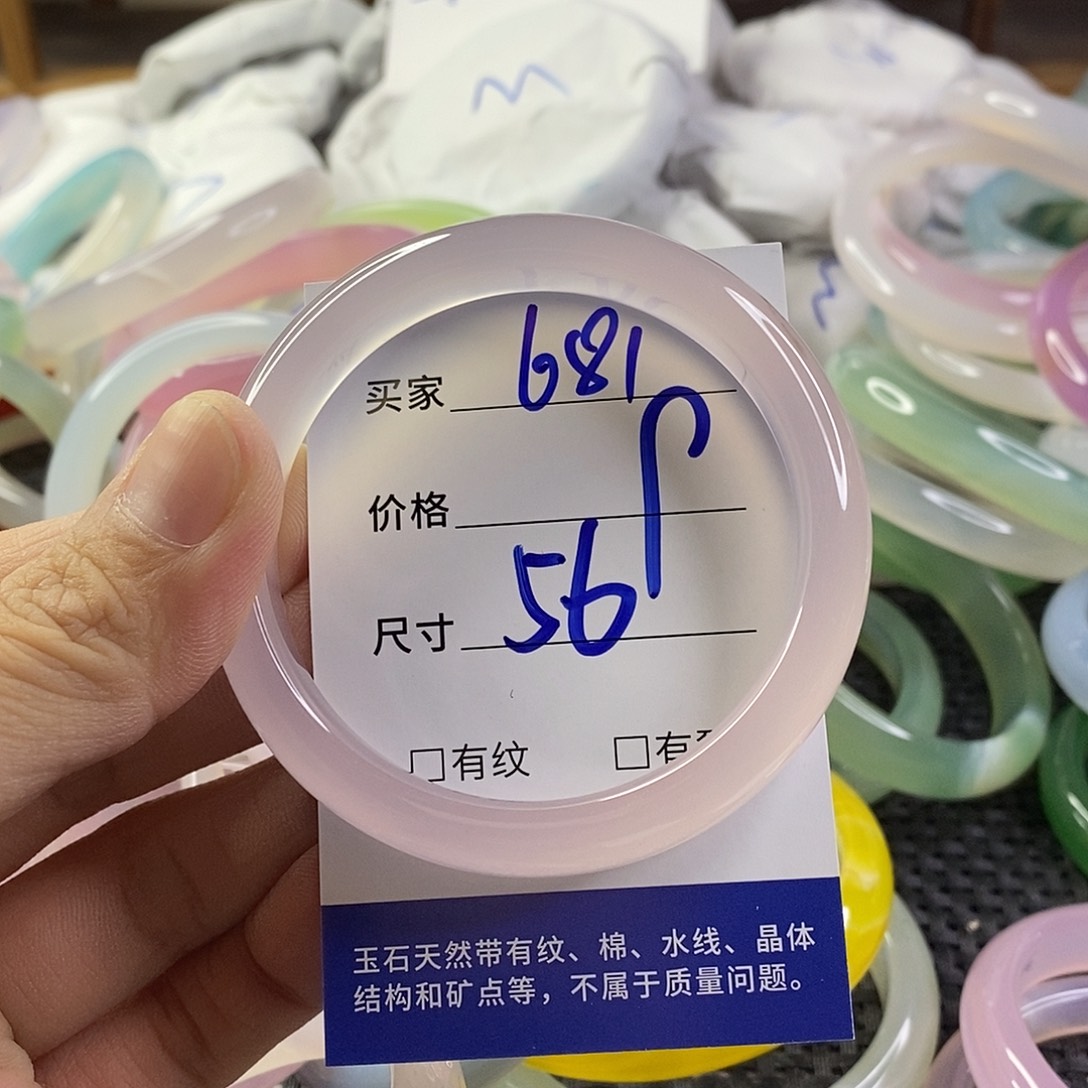 买家 681
价格
尺寸 56
□有纹 □有
玉石天然带有纹、棉、水线、晶体
结构和矿点等，不属于质量问题。